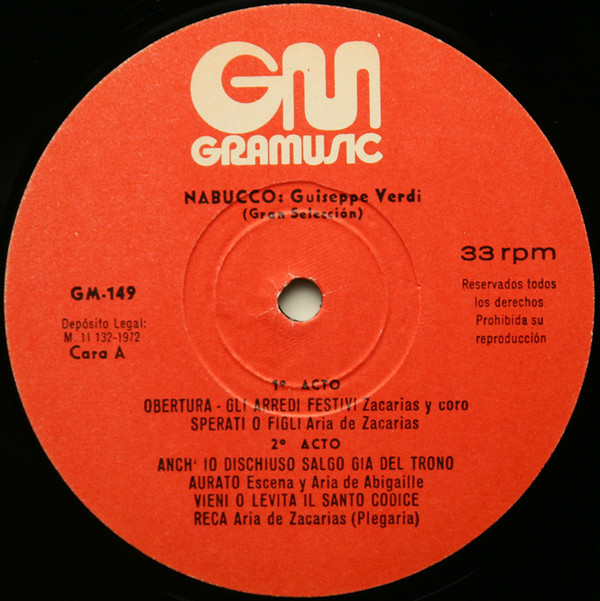 GM
GRAMUSIC
NABUCCO: Guiseppe Verdi
(Gran Selección)
33 rpm
GM-149
Reservados todos
los derechos
Prohibida su
reproducción
Depósito Legal:
M. 11 132-1972
Cara A
1º ACTO
OBERTURA - GLI ARREDI FESTIVI Zacarias y coro
SPERATI O FIGLI Aria de Zacarias
2º ACTO
ANCH' IO DISCHIUSO SALGO GIA DEL TRONO
AURATO Escena y Aria de Abigaille
VIENI O LEVITA IL SANTO CODICE
RECA Aria de Zacarias (Plegaria)